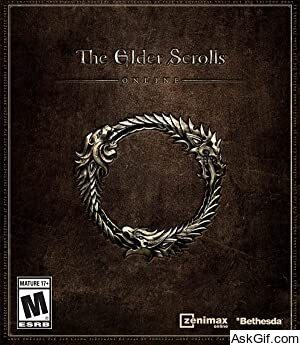 The Elder Scrolls
ONLINE
MATURE 17+
M
ESRB
zenimax
online
Bethesda
AskGif.com